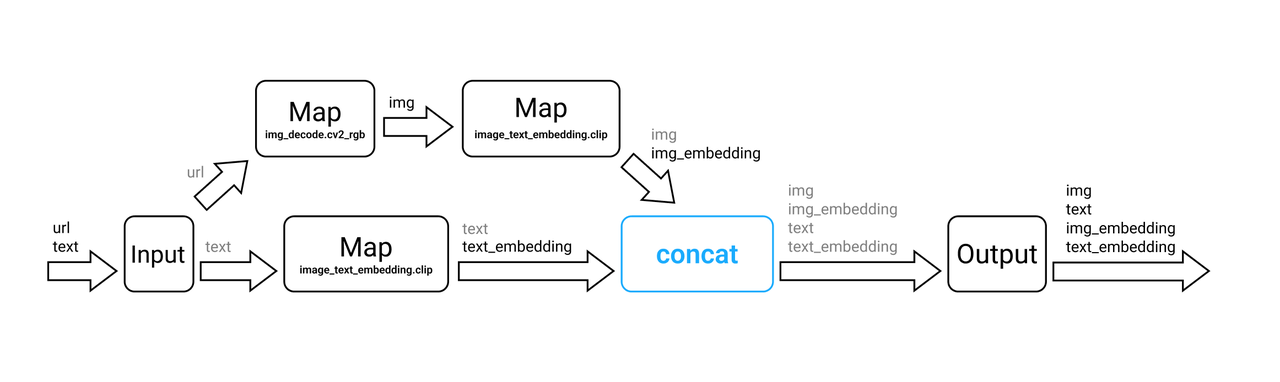 url
text
Input
url
text
Map
img_decode.cv2_rgb
img
Map
image_text_embedding.clip
img
img_embedding
Map
image_text_embedding.clip
text
text_embedding
concat
img
img_embedding
text
text_embedding
Output
img
text
img_embedding
text_embedding